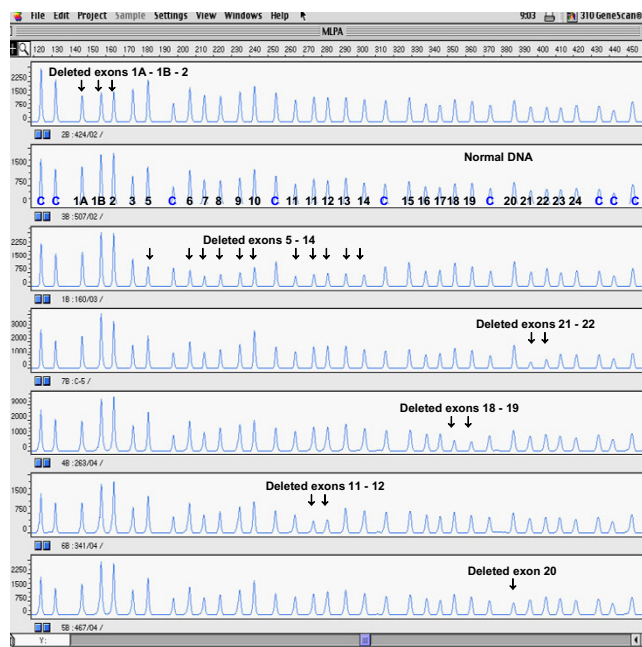 File Edit Project Sample Settings View Windows Help 9:03 310 GeneScan®
MLPA
120 130 140 150 160 170 180 190 200 210 220 230 240 250 260 270 280 290 300 310 320 330 340 350 360 370 380 390 400 410 420 430 440 450
Deleted exons 1A - 1B - 2
2250
1500
750
0
2B : 424/02 /
Normal DNA
1500
750
0
C C 1A 1B 2 3 5 C 6 7 8 9 10 C 11 11 12 13 14 C 15 16 17 18 19 C 20 21 22 23 24 C C C
3B : 507/02 /
Deleted exons 5 - 14
2250
1500
750
0
1B : 160/03 /
Deleted exons 21 - 22
3000
2000
1000
0
7B : C-5 /
Deleted exons 18 - 19
3000
2000
1000
0
4B : 263/04 /
Deleted exons 11 - 12
1500
750
0
6B : 341/04 /
Deleted exon 20
2250
1500
750
0
5B : 467/04 /
Y: